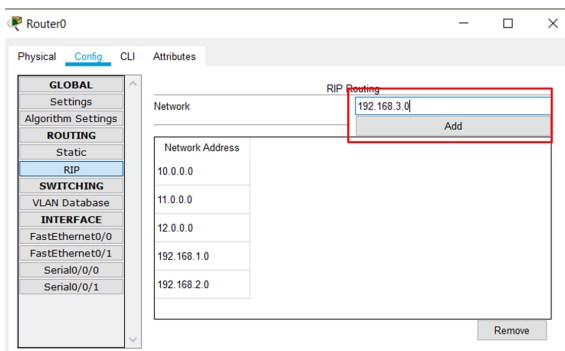 Router0
Physical Config CLI Attributes
GLOBAL
Settings
Algorithm Settings
ROUTING
Static
RIP
SWITCHING
VLAN Database
INTERFACE
FastEthernet0/0
FastEthernet0/1
Serial0/0/0
Serial0/0/1
RIP Routing
Network 192.168.3.0
Add
Network Address
10.0.0.0
11.0.0.0
12.0.0.0
192.168.1.0
192.168.2.0
Remove